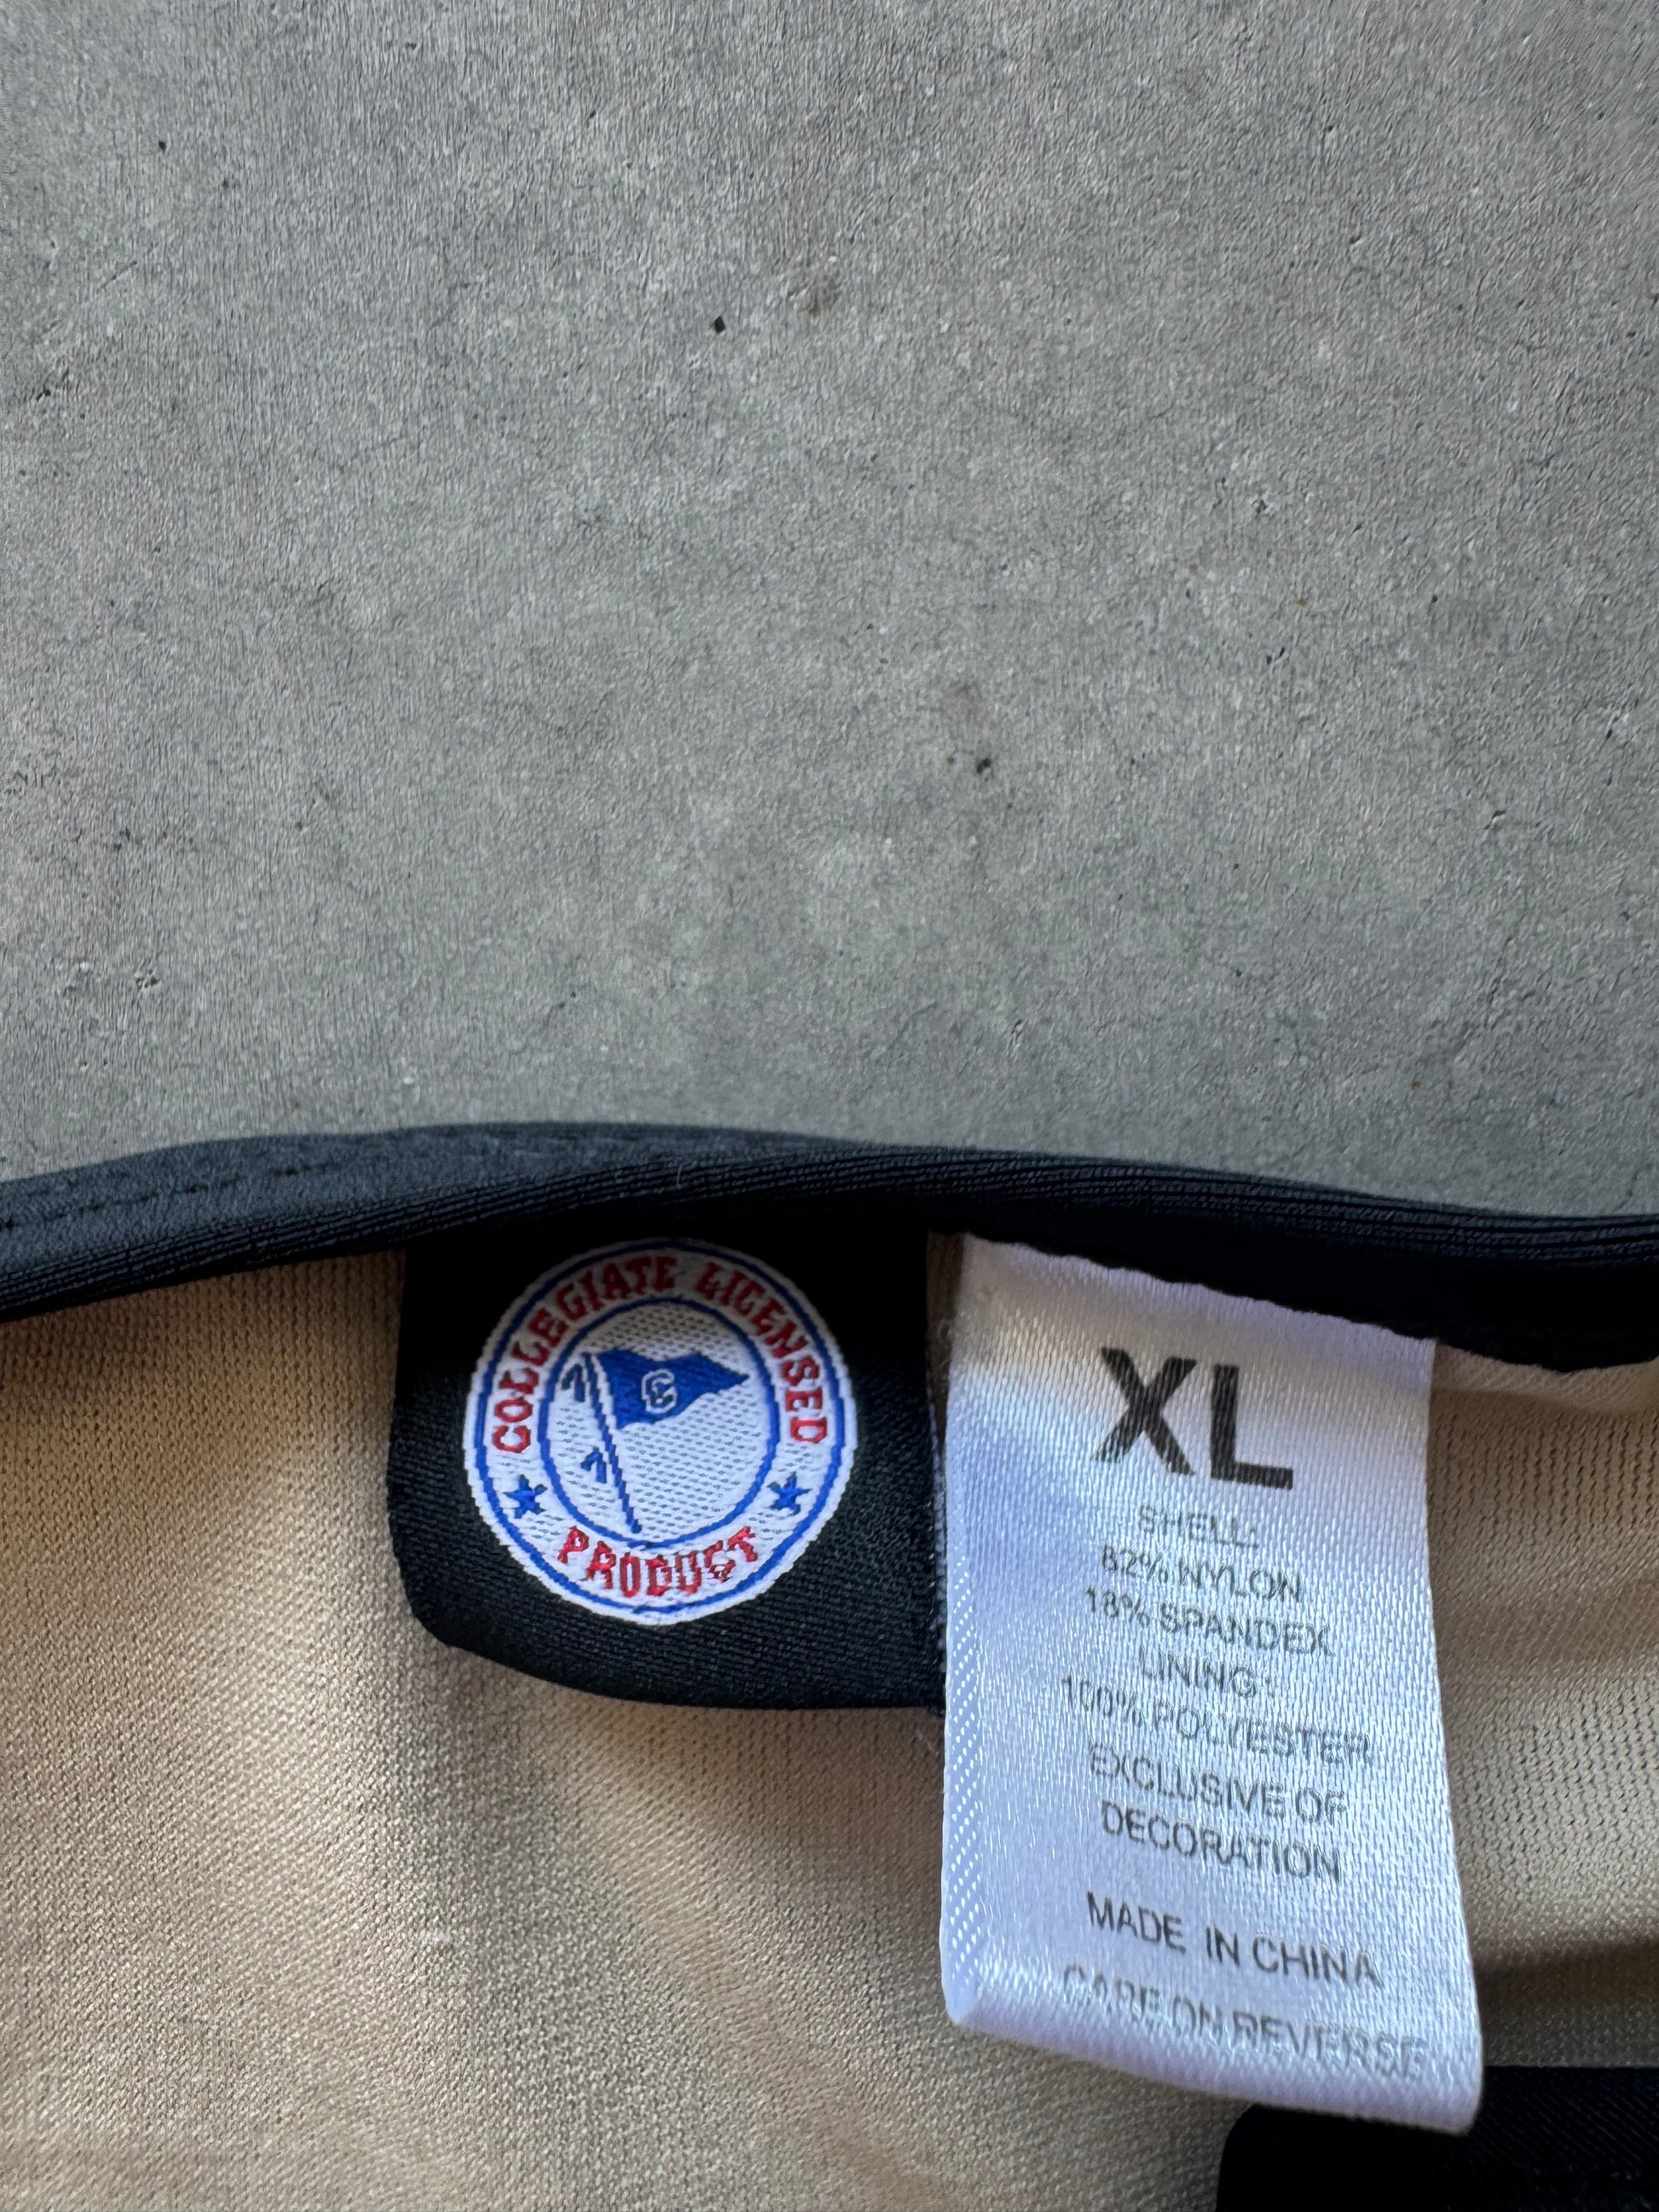 COLLEGIATE LICENSED
C
PRODUCT
XL
SHELL:
82% NYLON
18% SPANDEX
LINING:
100% POLYESTER
EXCLUSIVE OF
DECORATION
MADE IN CHINA
CARE ON REVERSE